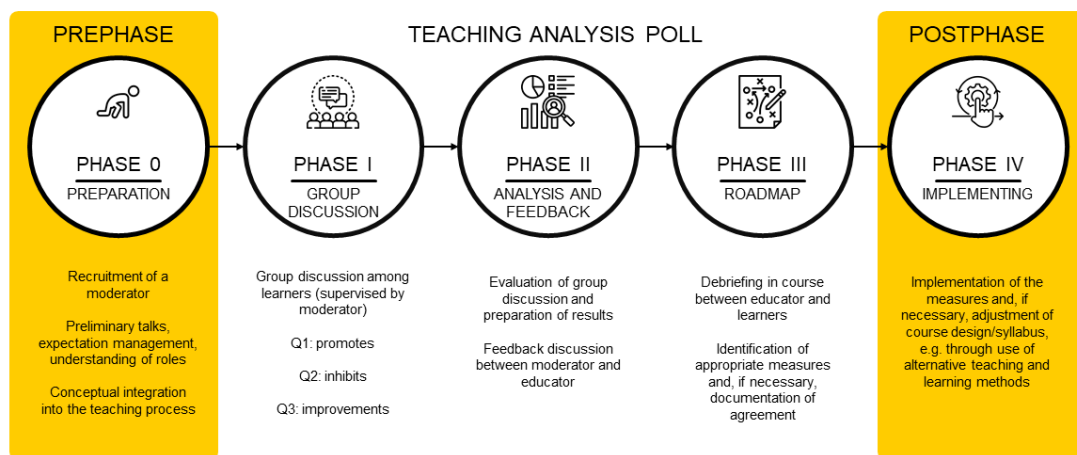 PREPHASE
TEACHING ANALYSIS POLL
POSTPHASE
PHASE 0
PREPARATION
PHASE I
GROUP
DISCUSSION
PHASE II
ANALYSIS AND
FEEDBACK
PHASE III
ROADMAP
PHASE IV
IMPLEMENTING
Recruitment of a
moderator
Preliminary talks,
expectation management,
understanding of roles
Conceptual integration
into the teaching process
Group discussion among
learners (supervised by
moderator)
Q1: promotes
Q2: inhibits
Q3: improvements
Evaluation of group
discussion and
preparation of results
Feedback discussion
between moderator and
educator
Debriefing in course
between educator and
learners
Identification of
appropriate measures
and, if necessary,
documentation of
agreement
Implementation of the
measures and, if
necessary, adjustment of
course design/syllabus,
e.g. through use of
alternative teaching and
learning methods